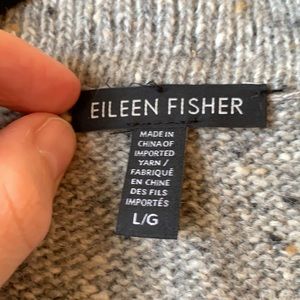 EILEEN FISHER
MADE IN
CHINA OF
IMPORTED
YARN /
FABRIQUÉ
EN CHINE
DES FILS
IMPORTÉS
L/G